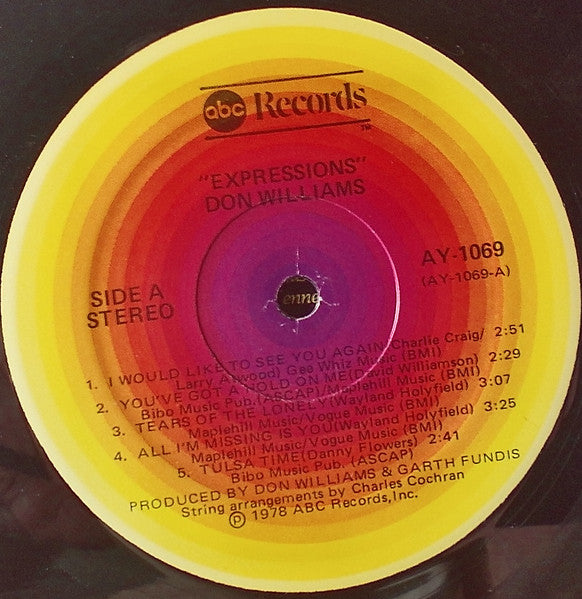 abc Records
TM
"EXPRESSIONS"
DON WILLIAMS
SIDE A
STEREO
AY-1069
(AY-1069-A)
enne
1. I WOULD LIKE TO SEE YOU AGAIN(Charlie Craig/ 2:51
Larry Atwood) Gee Whiz Music (BMI)
2. YOU'VE GOT A HOLD ON ME(David Williamson) 2:29
Bibo Music Pub.(ASCAP)/Maplehill Music (BMI)
3. TEARS OF THE LONELY(Wayland Holyfield) 3:07
Maplehill Music/Vogue Music (BMI)
4. ALL I'M MISSING IS YOU(Wayland Holyfield) 3:25
Maplehill Music/Vogue Music (BMI)
5. TULSA TIME(Danny Flowers) 2:41
Bibo Music Pub. (ASCAP)
PRODUCED BY DON WILLIAMS & GARTH FUNDIS
String arrangements by Charles Cochran
℗ 1978 ABC Records,Inc.